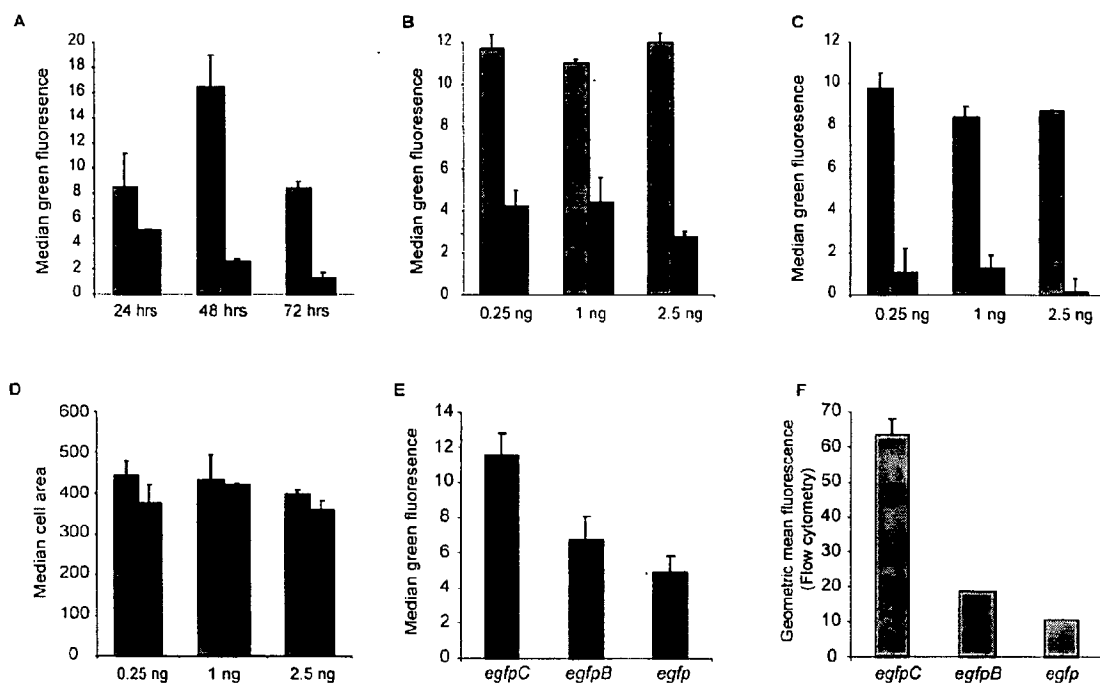 A
Median green fluoresence
20
18
16
14
12
10
8
6
4
2
0
24 hrs 48 hrs 72 hrs
B
Median green fluoresence
12
10
8
6
4
2
0
0.25 ng 1 ng 2.5 ng
C
Median green fluorescence
12
10
8
6
4
2
0
0.25 ng 1 ng 2.5 ng
D
Median cell area
600
500
400
300
200
100
0
0.25 ng 1 ng 2.5 ng
E
Median green fluoresence
14
12
10
8
6
4
2
0
egfpC egfpB egfp
F
Geometric mean fluorescence
(Flow cytometry)
70
60
50
40
30
20
10
0
egfpC egfpB egfp